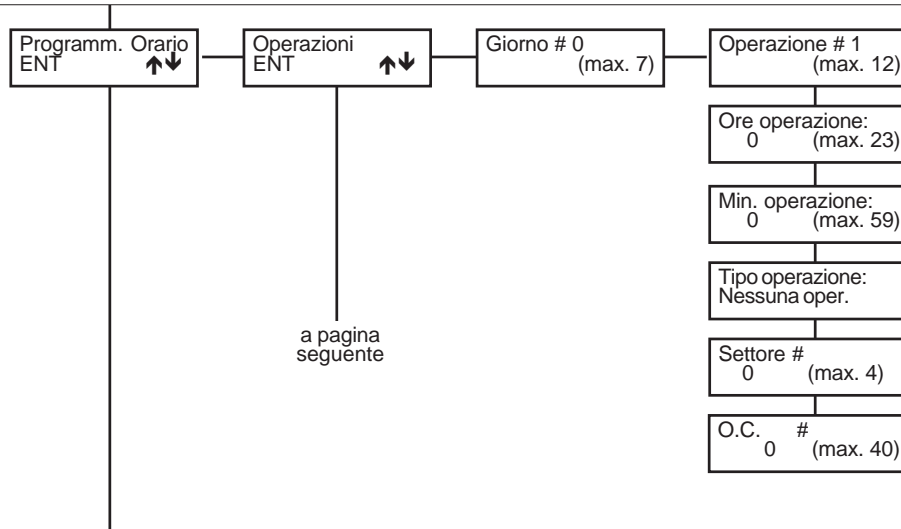 Programm. Orario
ENT
Operazioni
ENT
Giorno # 0
(max. 7)
Operazione # 1
(max. 12)
Ore operazione:
0 (max. 23)
Min. operazione:
0 (max. 59)
Tipo operazione:
Nessuna oper.
Settore #
0 (max. 4)
O.C. #
0 (max. 40)
a pagina
seguente